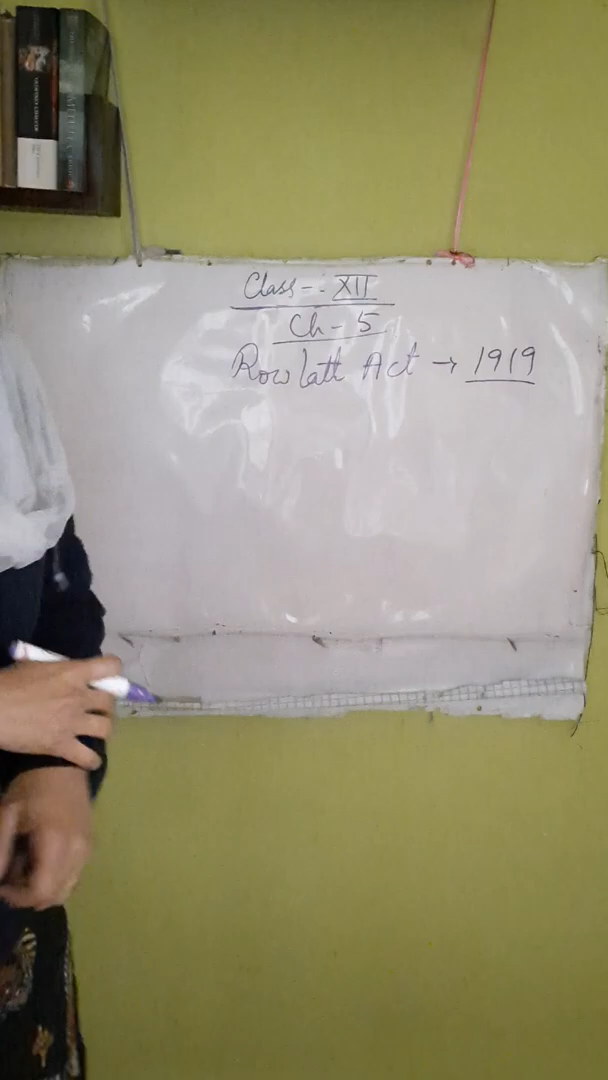 Class - : XII
Ch - 5
Rowlatt Act → 1919